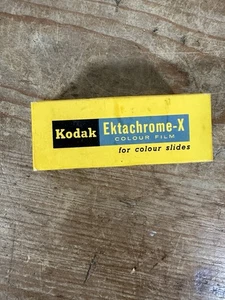 Kodak Ektachrome-X
COLOUR FILM
for colour slides